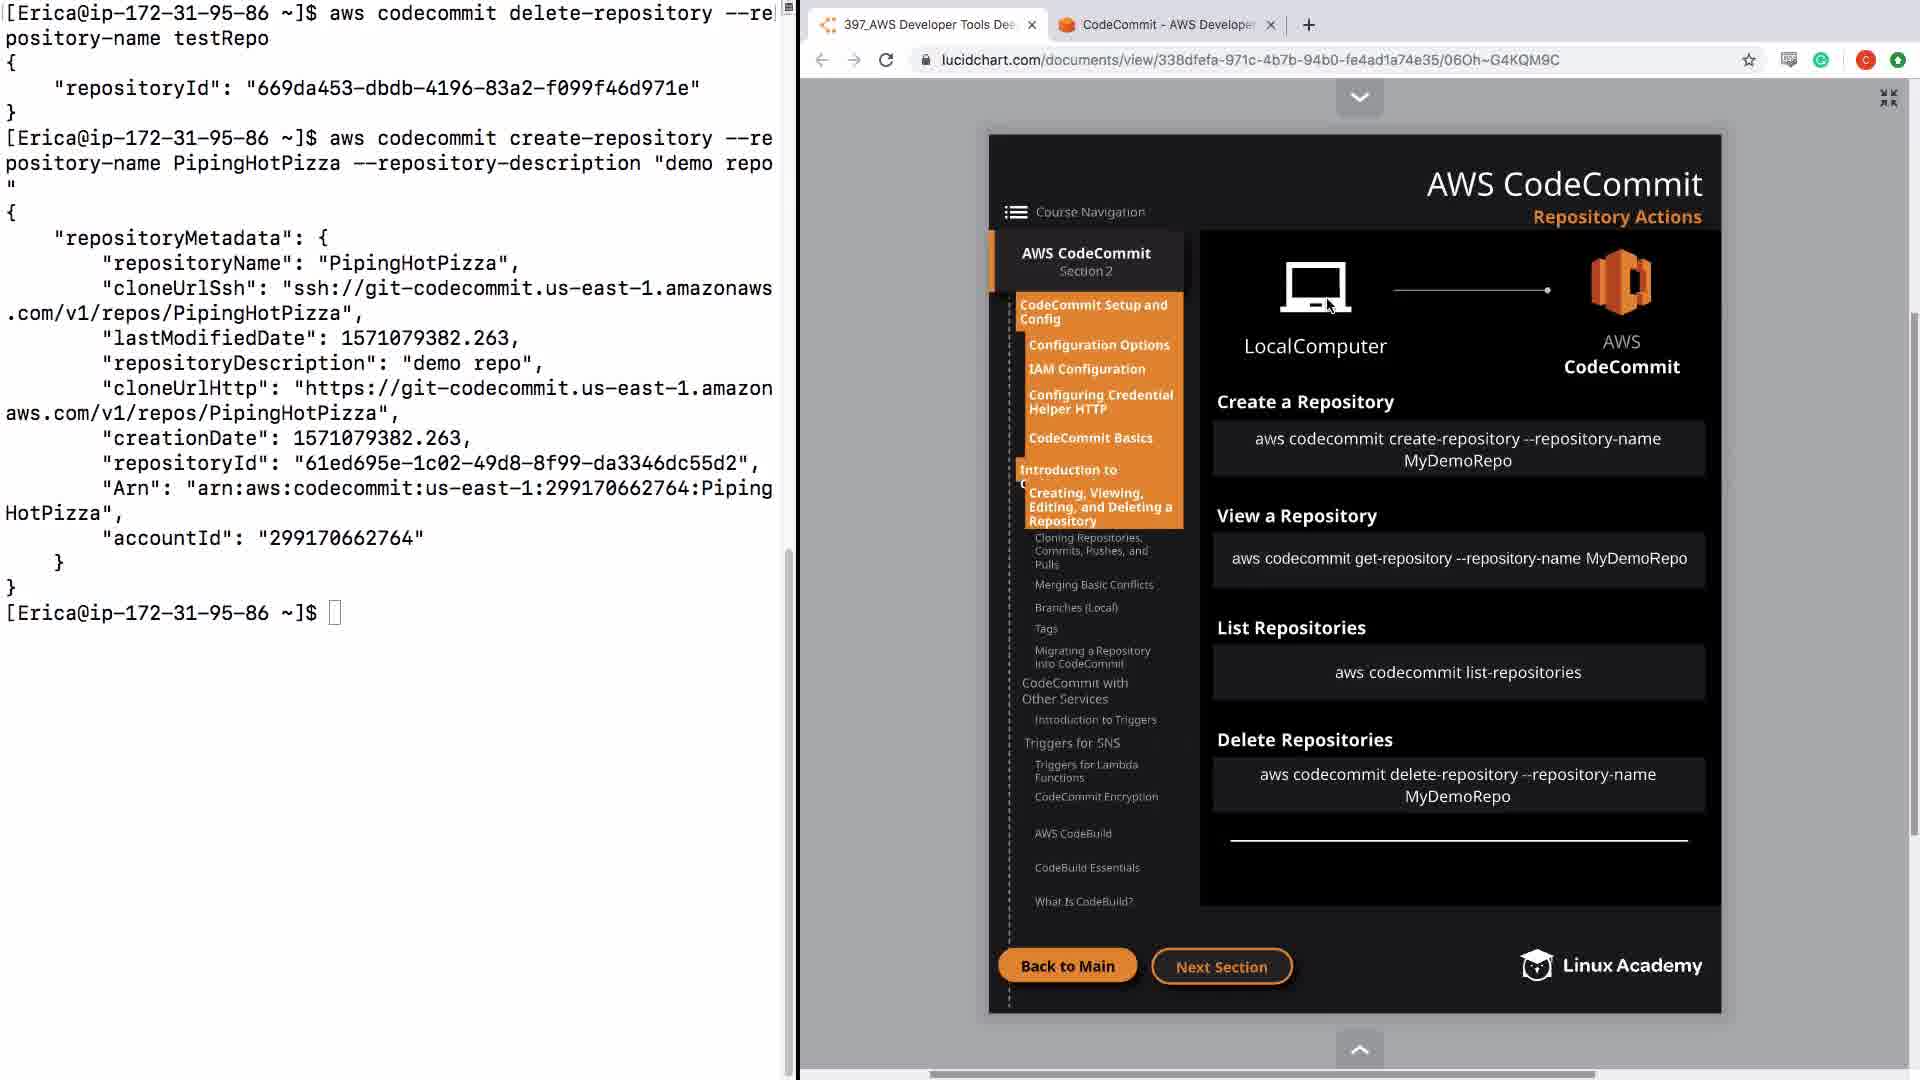 [Erica@ip-172-31-95-86 ~]$ aws codecommit delete-repository --re
pository-name testRepo
{
    "repositoryId": "669da453-dbdb-4196-83a2-f099f46d971e"
}
[Erica@ip-172-31-95-86 ~]$ aws codecommit create-repository --re
pository-name PipingHotPizza --repository-description "demo repo
"
{
    "repositoryMetadata": {
        "repositoryName": "PipingHotPizza",
        "cloneUrlSsh": "ssh://git-codecommit.us-east-1.amazonaws
.com/v1/repos/PipingHotPizza",
        "lastModifiedDate": 1571079382.263,
        "repositoryDescription": "demo repo",
        "cloneUrlHttp": "https://git-codecommit.us-east-1.amazon
aws.com/v1/repos/PipingHotPizza",
        "creationDate": 1571079382.263,
        "repositoryId": "61ed695e-1c02-49d8-8f99-da3346dc55d2",
        "Arn": "arn:aws:codecommit:us-east-1:299170662764:Piping
HotPizza",
        "accountId": "299170662764"
    }
}
[Erica@ip-172-31-95-86 ~]$
397_AWS Developer Tools Dee
CodeCommit - AWS Developer
lucidchart.com/documents/view/338dfefa-971c-4b7b-94b0-fe4ad1a74e35/06Oh~G4KQM9C
C
AWS CodeCommit
Repository Actions
Course Navigation
AWS CodeCommit
Section 2
CodeCommit Setup and
Config
Configuration Options
IAM Configuration
Configuring Credential
Helper HTTP
CodeCommit Basics
Introduction to
Creating, Viewing,
Editing, and Deleting a
Repository
Cloning Repositories,
Commits, Pushes, and
Pulls
Merging Basic Conflicts
Branches (Local)
Tags
Migrating a Repository
into CodeCommit
CodeCommit with
Other Services
Introduction to Triggers
Triggers for SNS
Triggers for Lambda
Functions
CodeCommit Encryption
AWS CodeBuild
CodeBuild Essentials
What Is CodeBuild?
LocalComputer
AWS
CodeCommit
Create a Repository
aws codecommit create-repository --repository-name
MyDemoRepo
View a Repository
aws codecommit get-repository --repository-name MyDemoRepo
List Repositories
aws codecommit list-repositories
Delete Repositories
aws codecommit delete-repository --repository-name
MyDemoRepo
Back to Main
Next Section
Linux Academy